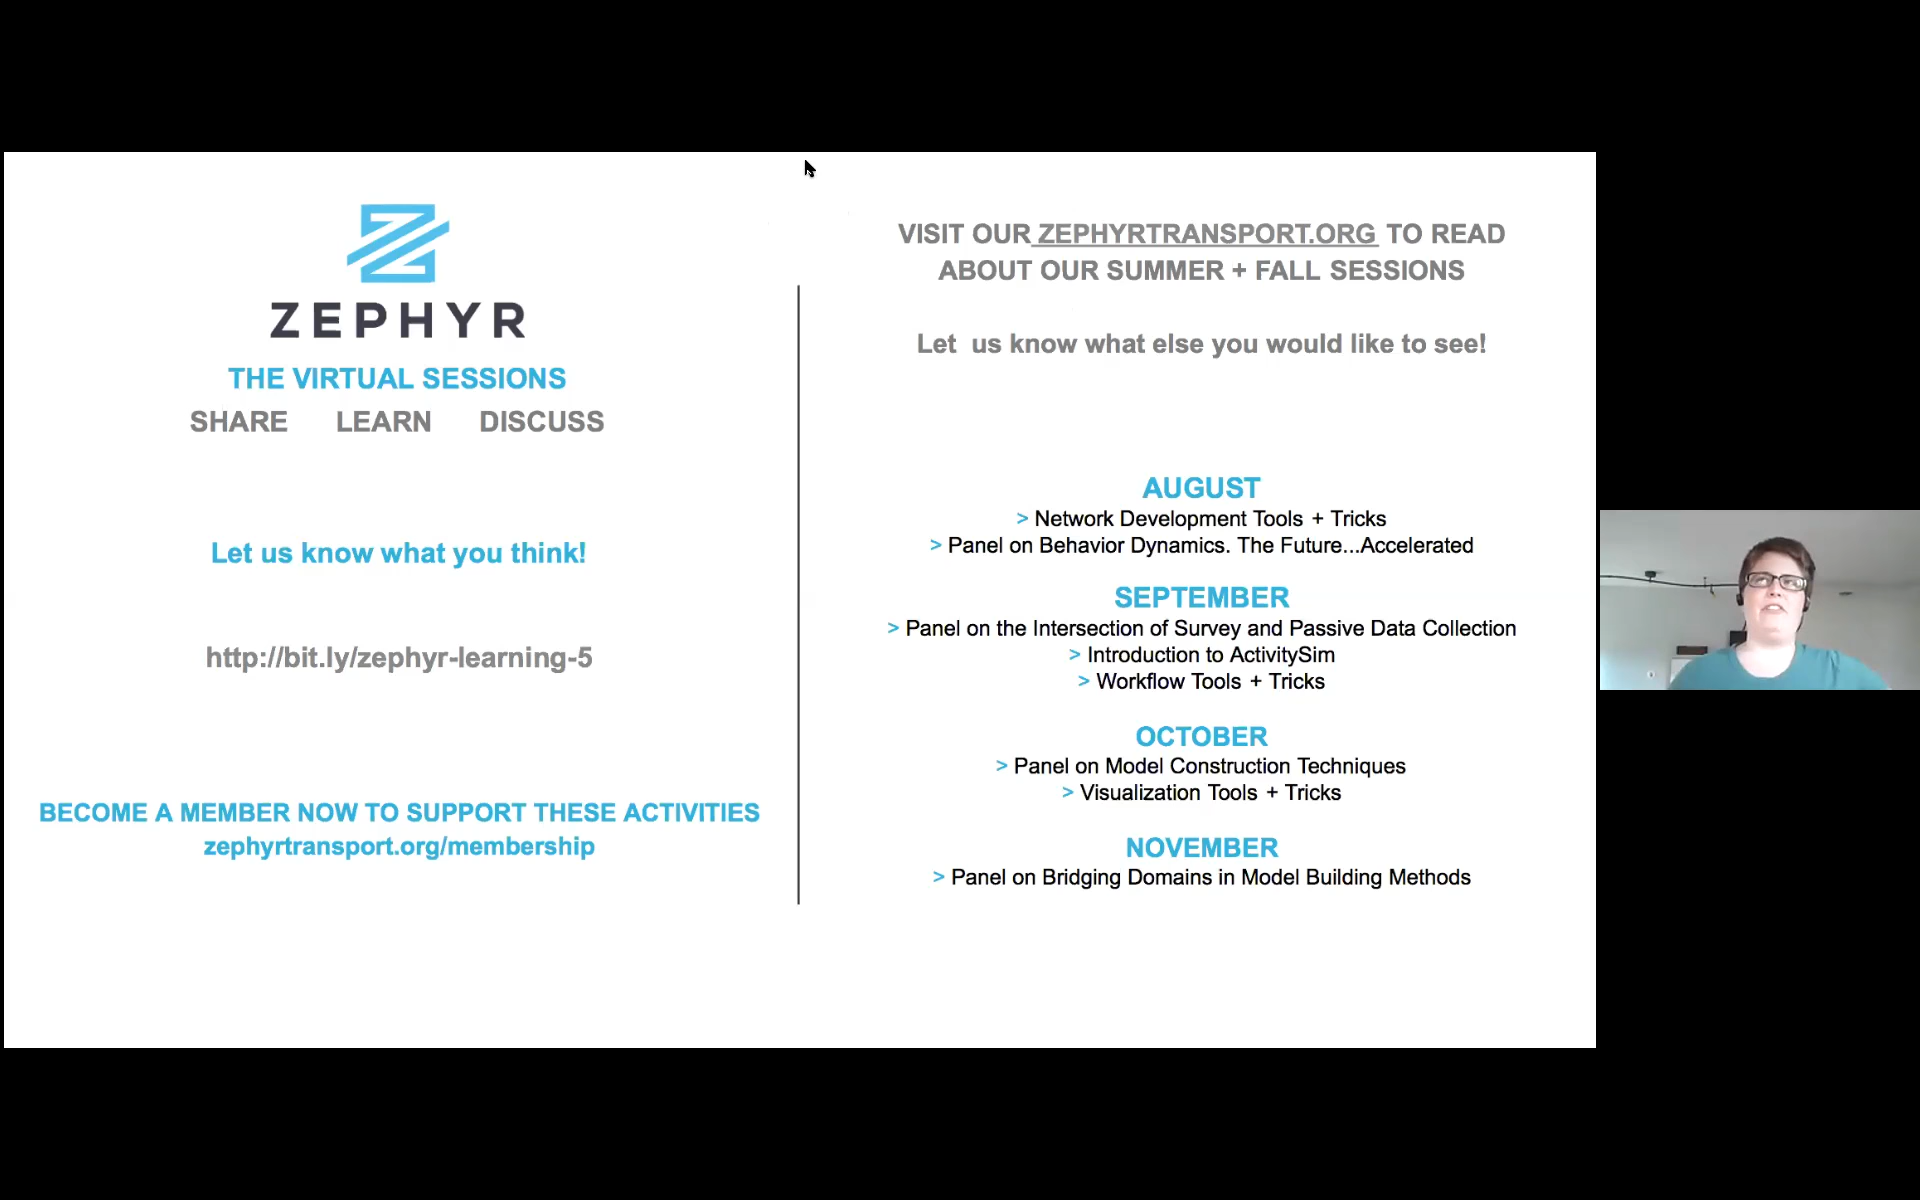 ZEPHYR
THE VIRTUAL SESSIONS
SHARE LEARN DISCUSS
Let us know what you think!
http://bit.ly/zephyr-learning-5
BECOME A MEMBER NOW TO SUPPORT THESE ACTIVITIES
zephyrtransport.org/membership
VISIT OUR ZEPHYRTRANSPORT.ORG TO READ
ABOUT OUR SUMMER + FALL SESSIONS
Let us know what else you would like to see!
AUGUST
> Network Development Tools + Tricks
> Panel on Behavior Dynamics. The Future...Accelerated
SEPTEMBER
> Panel on the Intersection of Survey and Passive Data Collection
> Introduction to ActivitySim
> Workflow Tools + Tricks
OCTOBER
> Panel on Model Construction Techniques
> Visualization Tools + Tricks
NOVEMBER
> Panel on Bridging Domains in Model Building Methods